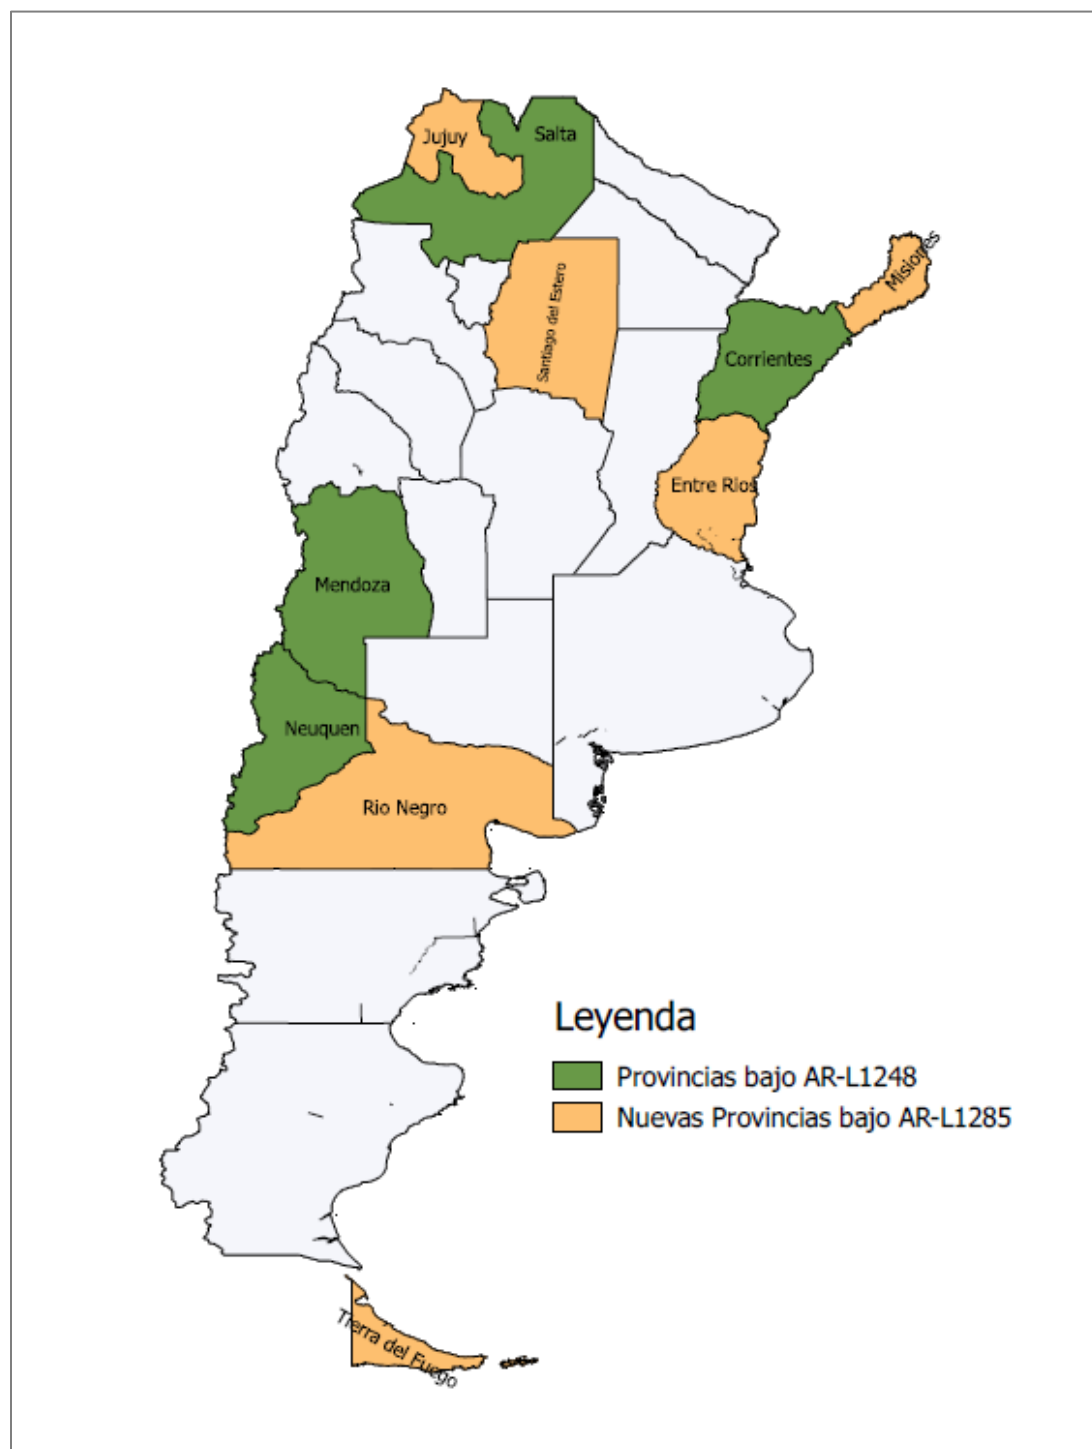 Jujuy
Salta
Misiones
Santiago del Estero
Corrientes
Entre Rios
Mendoza
Neuquen
Rio Negro
Leyenda
Provincias bajo AR-L1248
Nuevas Provincias bajo AR-L1285
Tierra del Fuego